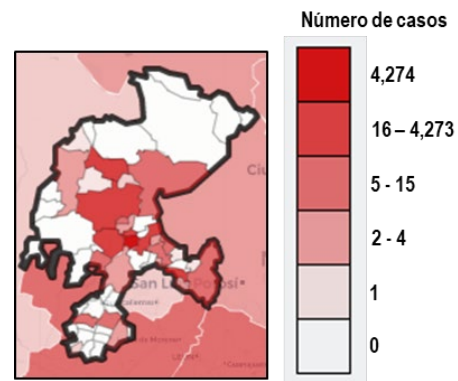 Número de casos
4,274
16 – 4,273
5 - 15
2 - 4
1
0
San Luis Potosí